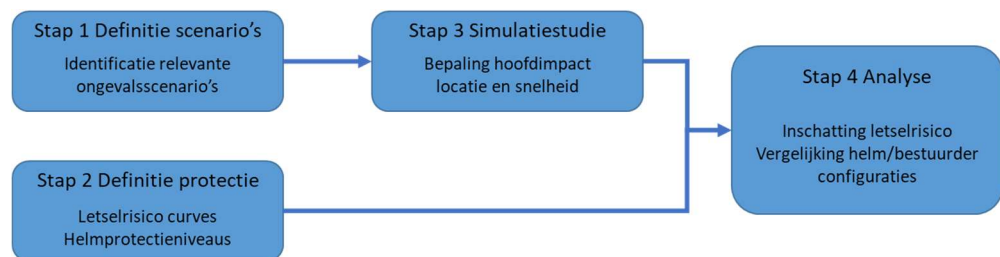 Stap 1 Definitie scenario's
Identificatie relevante
ongevalsscenario's
Stap 2 Definitie protectie
Letselrisico curves
Helmprotectieniveaus
Stap 3 Simulatiestudie
Bepaling hoofdimpact
locatie en snelheid
Stap 4 Analyse
Inschatting letselrisico
Vergelijking helm/bestuurder
configuraties